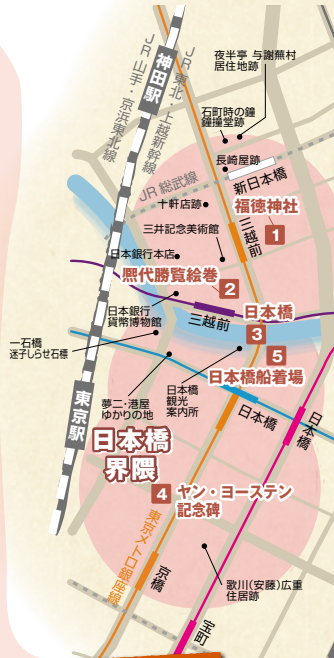 夜半亭 与謝蕪村
居住地跡
神田駅
JR東北・上越新幹線
JR山手・京浜東北線
石町時の鐘
鐘撞堂跡
長崎屋跡
新日本橋
JR総武線
十軒店跡
福徳神社
1
三越前
三井記念美術館
日本銀行本店
熈代勝覧絵巻
2
日本銀行
貨幣博物館
三越前
日本橋
3
一石橋
迷子しらせ石標
5
日本橋船着場
夢二・港屋
ゆかりの地
日本橋
観光
案内所
日本橋
日本橋
東京駅
日本橋
界隈
4
ヤン・ヨーステン
記念碑
東京メトロ銀座線
京橋
歌川(安藤)広重
住居跡
宝町